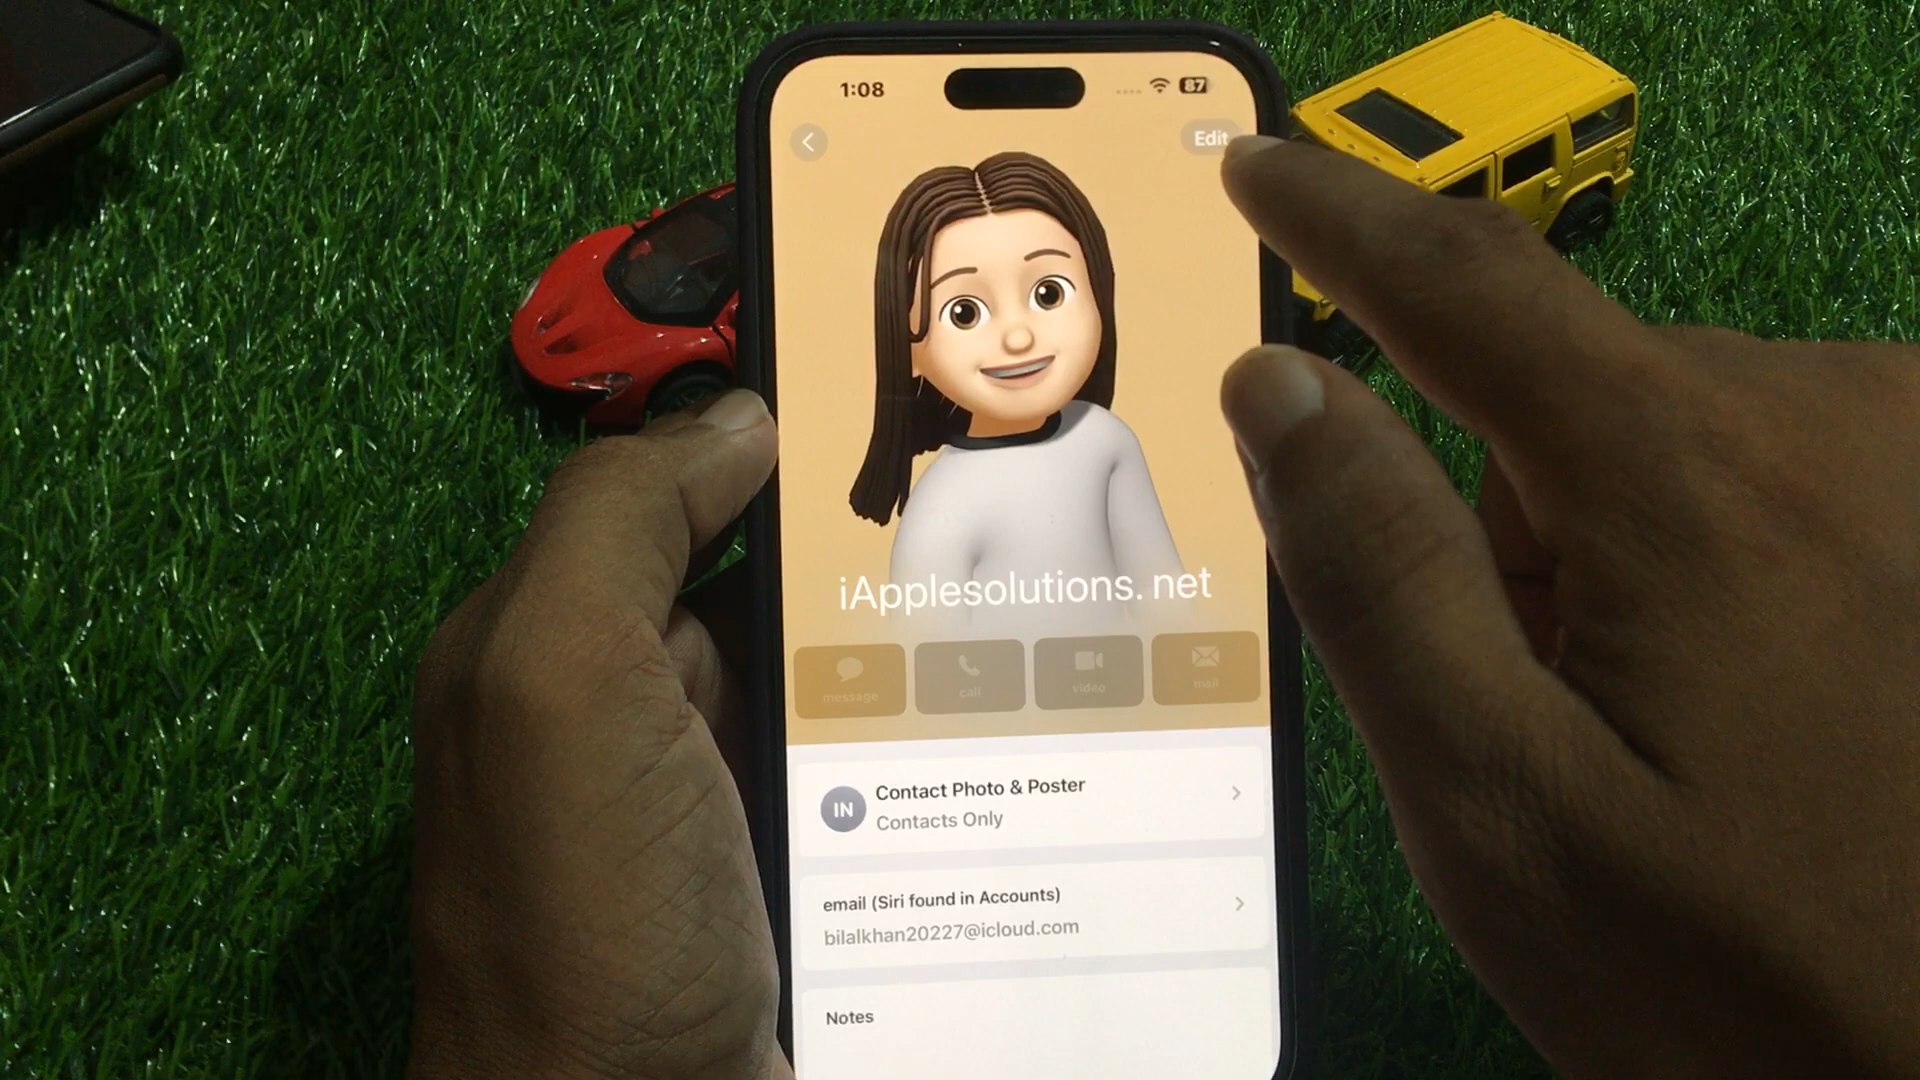 1:08
87
Edit
iApplesolutions. net
message
call
video
mail
IN
Contact Photo & Poster
Contacts Only
email (Siri found in Accounts)
bilalkhan20227@icloud.com
Notes